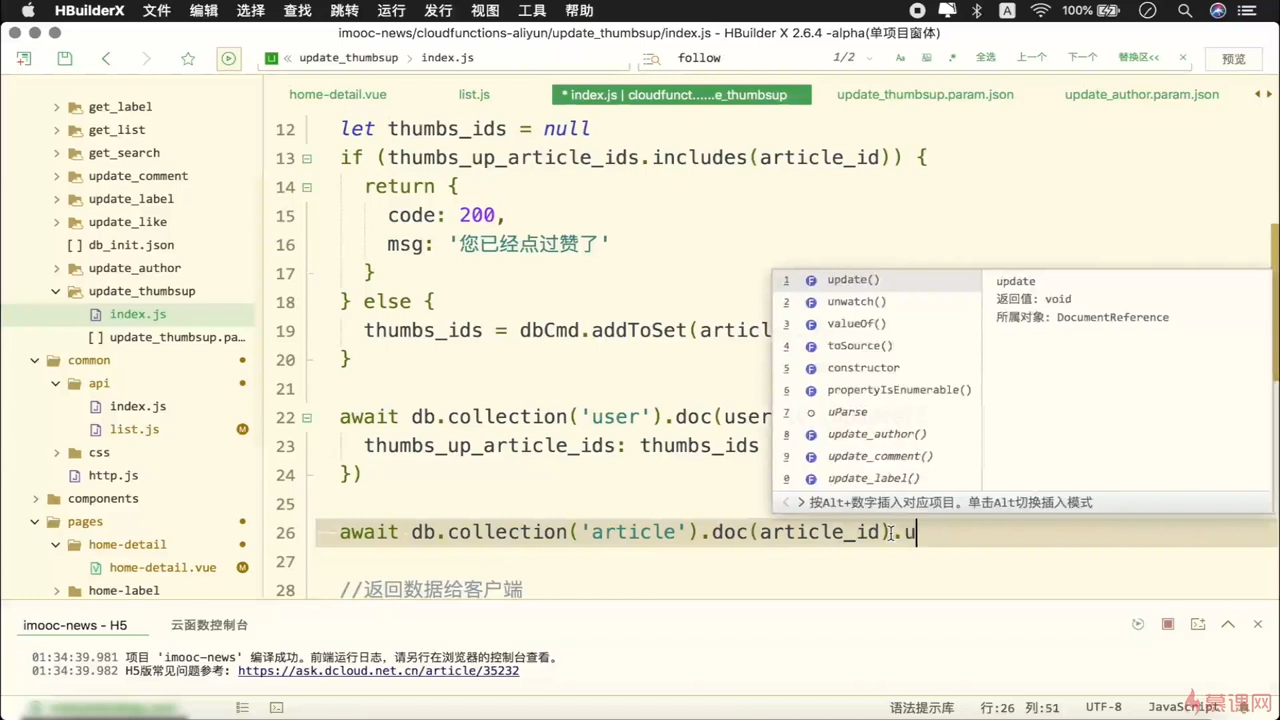 HBuilderX 文件 编辑 选择 查找 跳转 运行 发行 视图 工具 帮助 100%
imooc-news/cloudfunctions-aliyun/update_thumbsup/index.js - HBuilder X 2.6.4 -alpha(单项目窗体)
update_thumbsup index.js follow 1/2 全选 上一个 下一个 替换区<< 预览
home-detail.vue list.js * index.js | cloudfunct......e_thumbsup update_thumbsup.param.json update_author.param.json
get_label
get_list
get_search
update_comment
update_label
update_like
db_init.json
update_author
update_thumbsup
index.js
update_thumbsup.pa...
common
api
index.js
list.js M
css
http.js
components
pages
home-detail
home-detail.vue M
home-label
12 let thumbs_ids = null
13 if (thumbs_up_article_ids.includes(article_id)) {
14 return {
15 code: 200,
16 msg: '您已经点过赞了'
17 }
18 } else {
19 thumbs_ids = dbCmd.addToSet(articl
20 }
21
22 await db.collection('user').doc(user
23 thumbs_up_article_ids: thumbs_ids
24 })
25
26 await db.collection('article').doc(article_id).u
27
28 //返回数据给客户端
1 F update()
2 F unwatch()
3 F valueOf()
4 F toSource()
5 F constructor
6 F propertyIsEnumerable()
7 uParse
8 F update_author()
9 F update_comment()
0 F update_label()
update
返回值: void
所属对象: DocumentReference
按Alt+数字插入对应项目。单击Alt切换插入模式
imooc-news - H5 云函数控制台
01:34:39.981 项目 'imooc-news' 编译成功。前端运行日志，请另行在浏览器的控制台查看。
01:34:39.982 H5版常见问题参考: https://ask.dcloud.net.cn/article/35232
语法提示库 行:26 列:51 UTF-8 JavaScript
慕课网